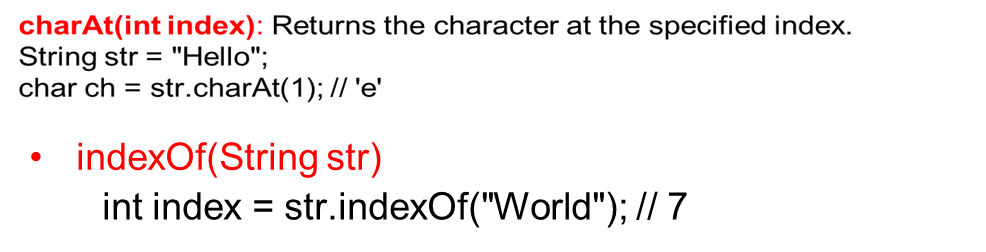 charAt(int index): Returns the character at the specified index.
String str = "Hello";
char ch = str.charAt(1); // 'e'
• indexOf(String str)
int index = str.indexOf("World"); // 7